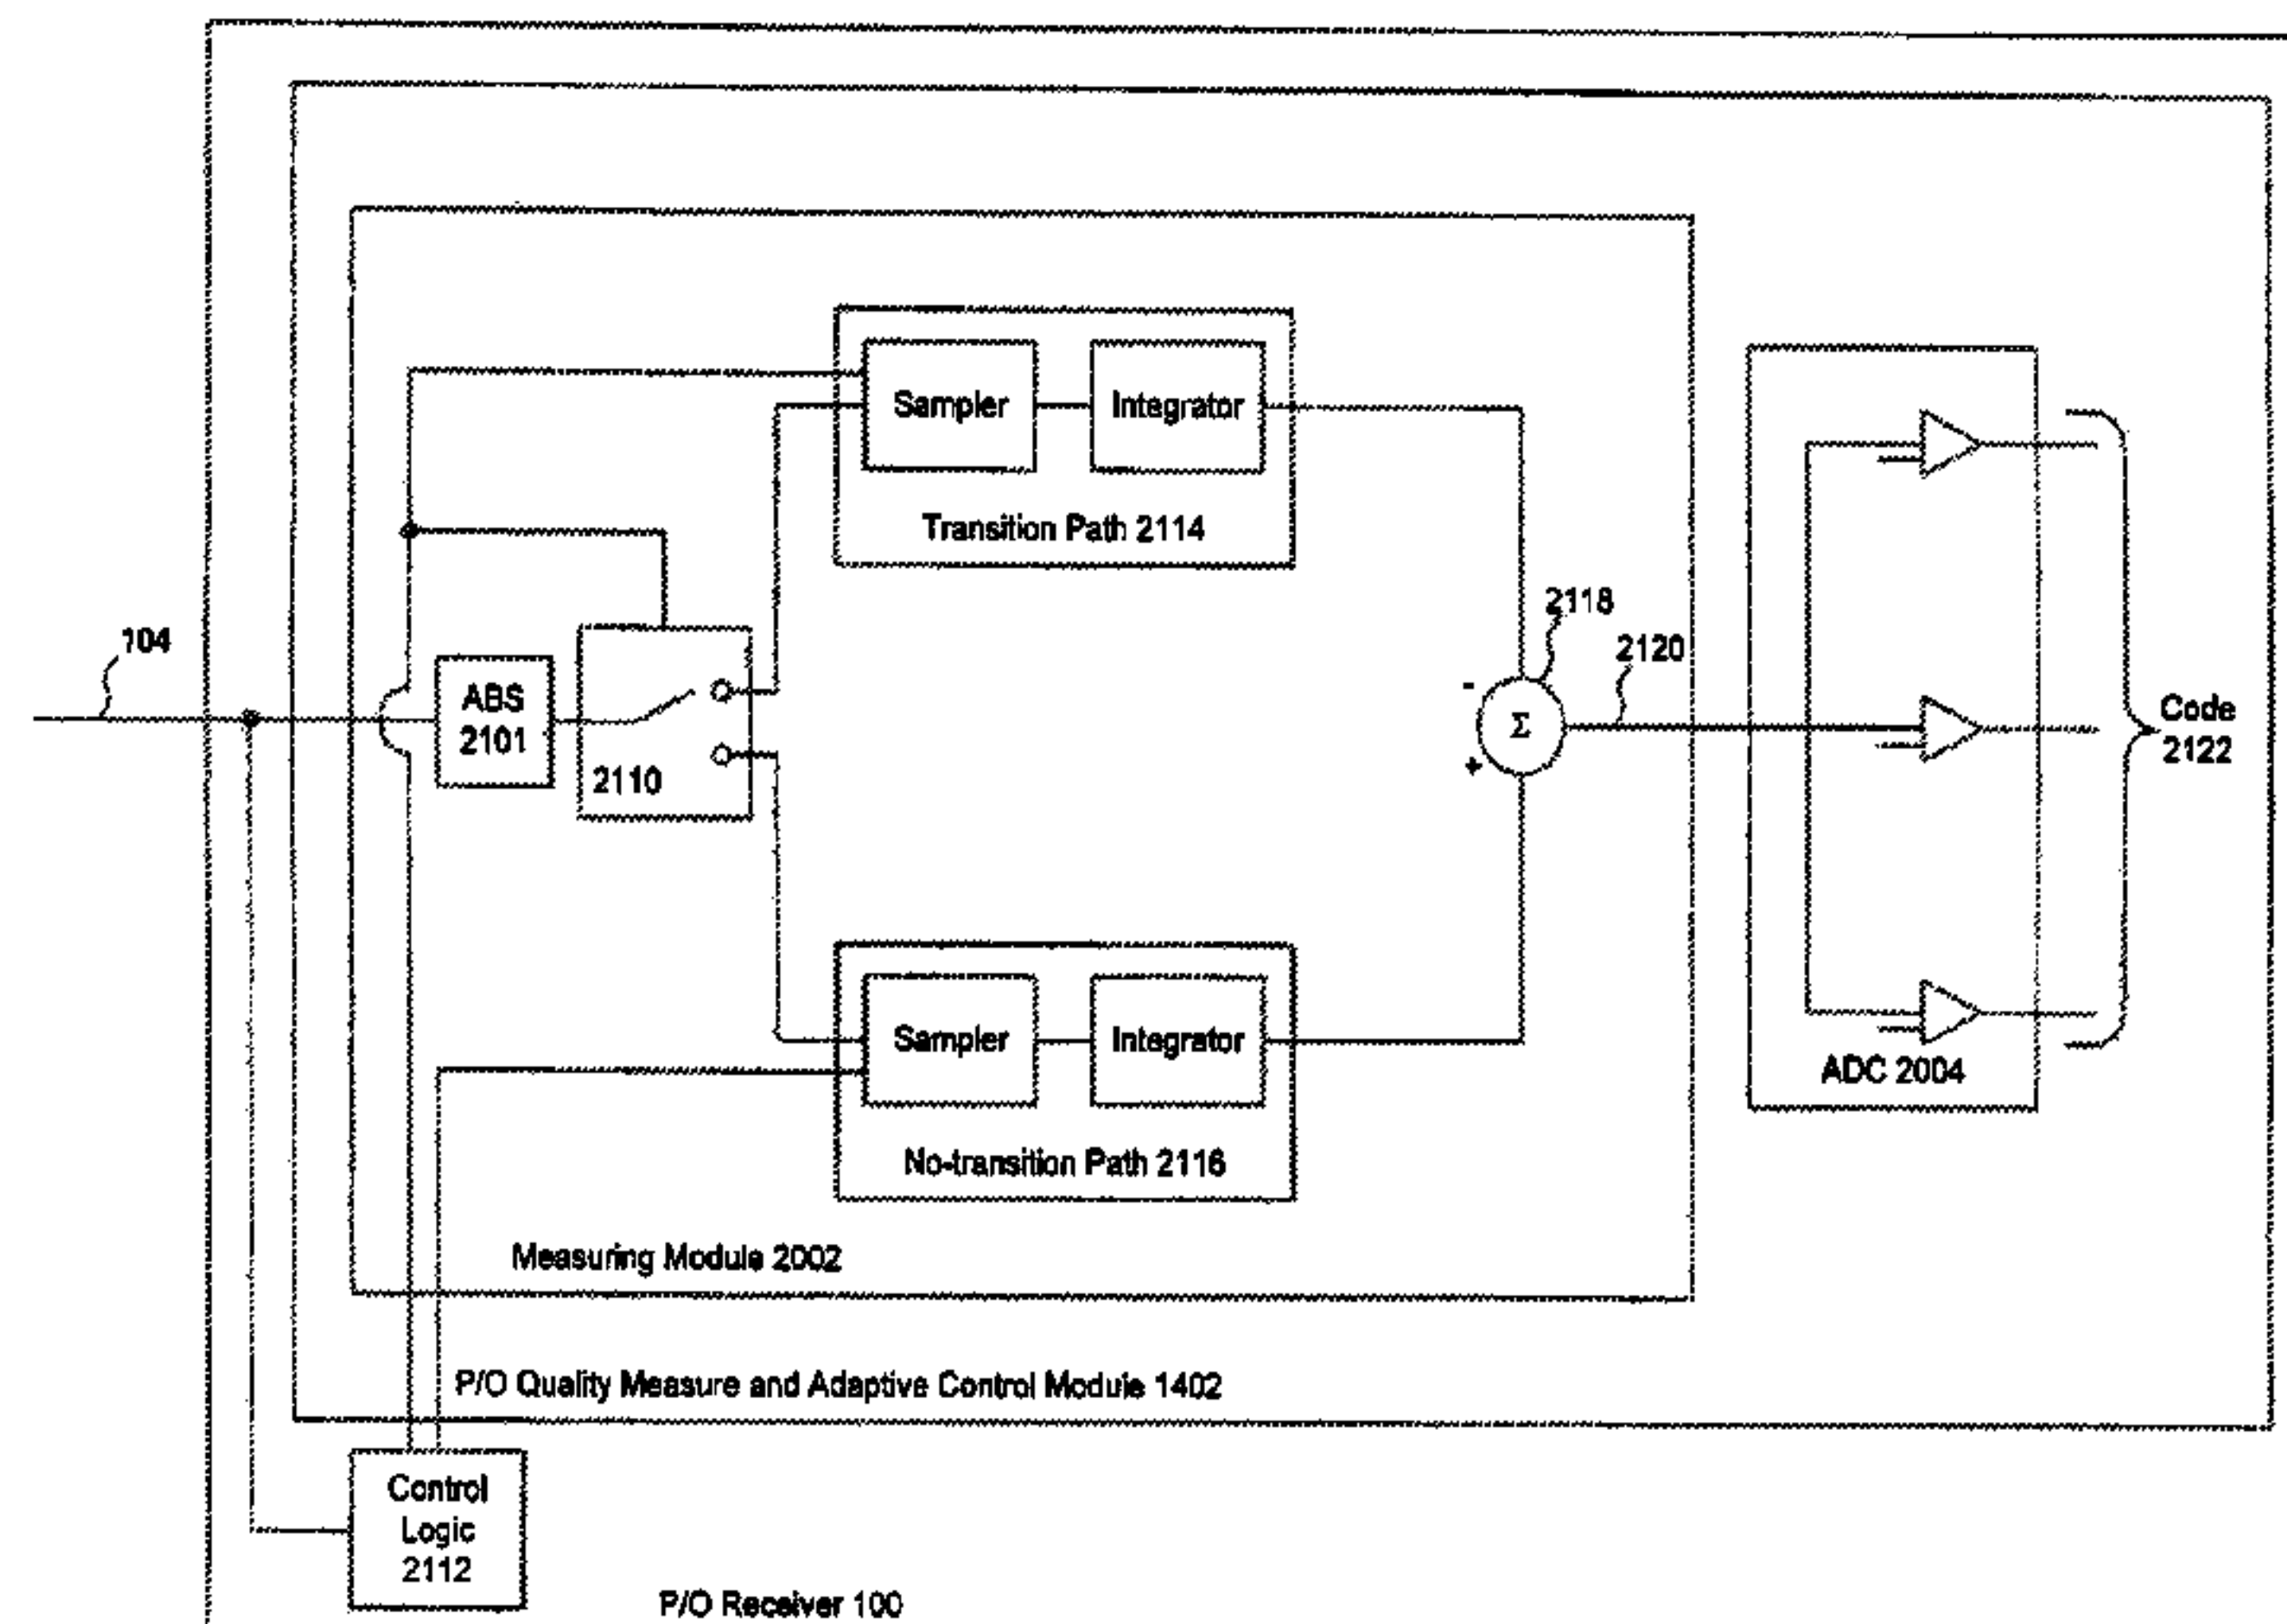 Sampler
Integrator
Transition Path 2114
104
ABS
2101
2110
2118
2120
-
Σ
+
Code
2122
Sampler
Integrator
No-transition Path 2116
ADC 2004
Measuring Module 2002
P/O Quality Measure and Adaptive Control Module 1402
Control
Logic
2112
P/O Receiver 100